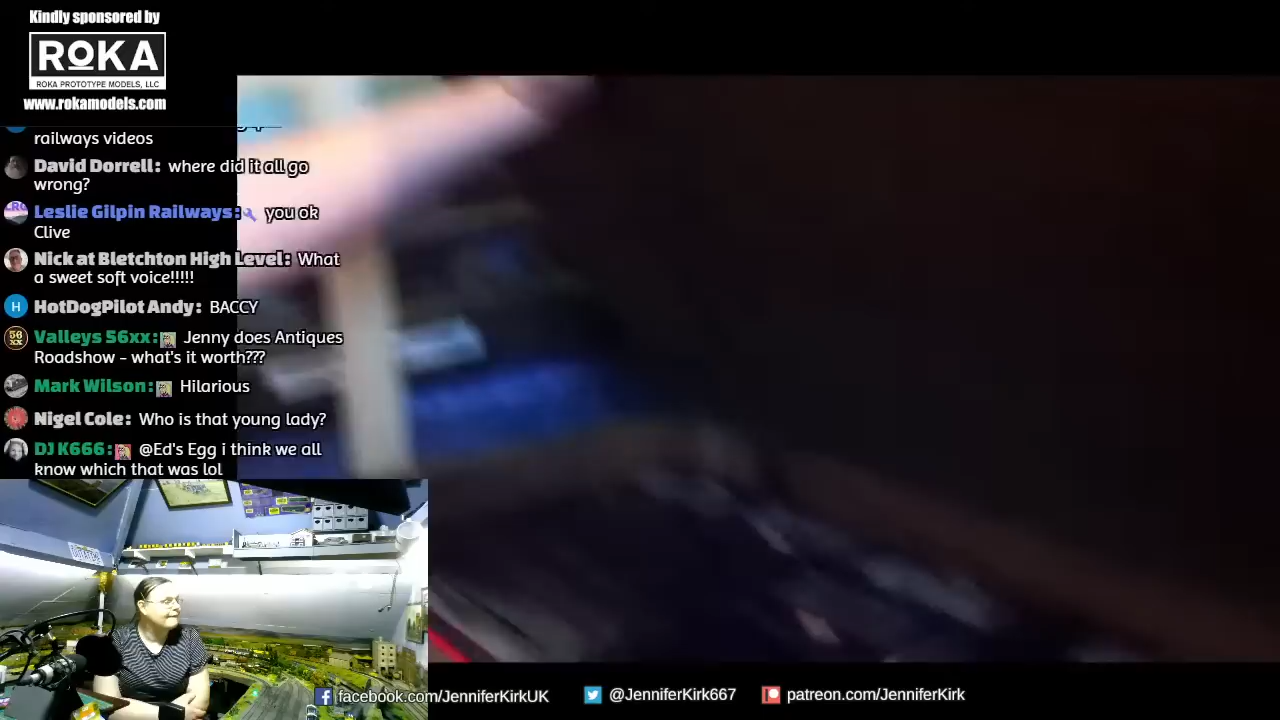 Kindly sponsored by
ROKA
ROKA PROTOTYPE MODELS, LLC
www.rokamodels.com
railways videos
David Dorrell: where did it all go
wrong?
Leslie Gilpin Railways: you ok
Clive
Nick at Bletchton High Level: What
a sweet soft voice!!!!!
H HotDogPilot Andy: BACCY
56
XX
Valleys 56xx: Jenny does Antiques
Roadshow - what's it worth???
Mark Wilson: Hilarious
Nigel Cole: Who is that young lady?
DJ K666: @Ed's Egg i think we all
know which that was lol
facebook.com/JenniferKirkUK
@JenniferKirk667
patreon.com/JenniferKirk